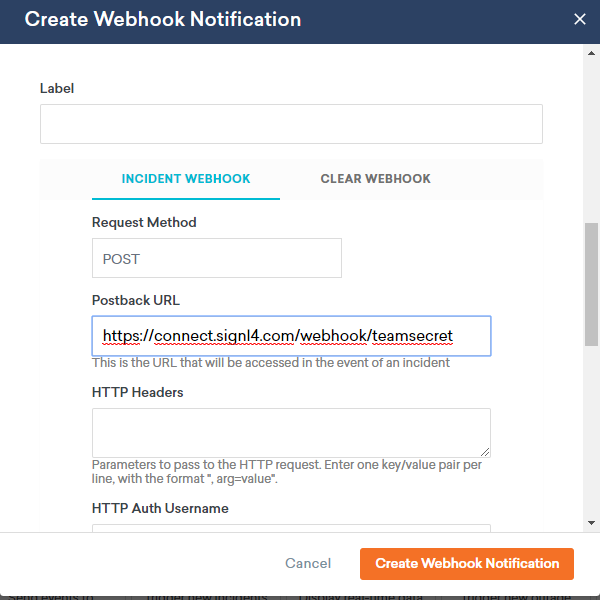 Create Webhook Notification
Label
INCIDENT WEBHOOK CLEAR WEBHOOK
Request Method
POST
Postback URL
https://connect.signl4.com/webhook/teamsecret
This is the URL that will be accessed in the event of an incident
HTTP Headers
Parameters to pass to the HTTP request. Enter one key/value pair per
line, with the format ", arg=value".
HTTP Auth Username
Cancel Create Webhook Notification